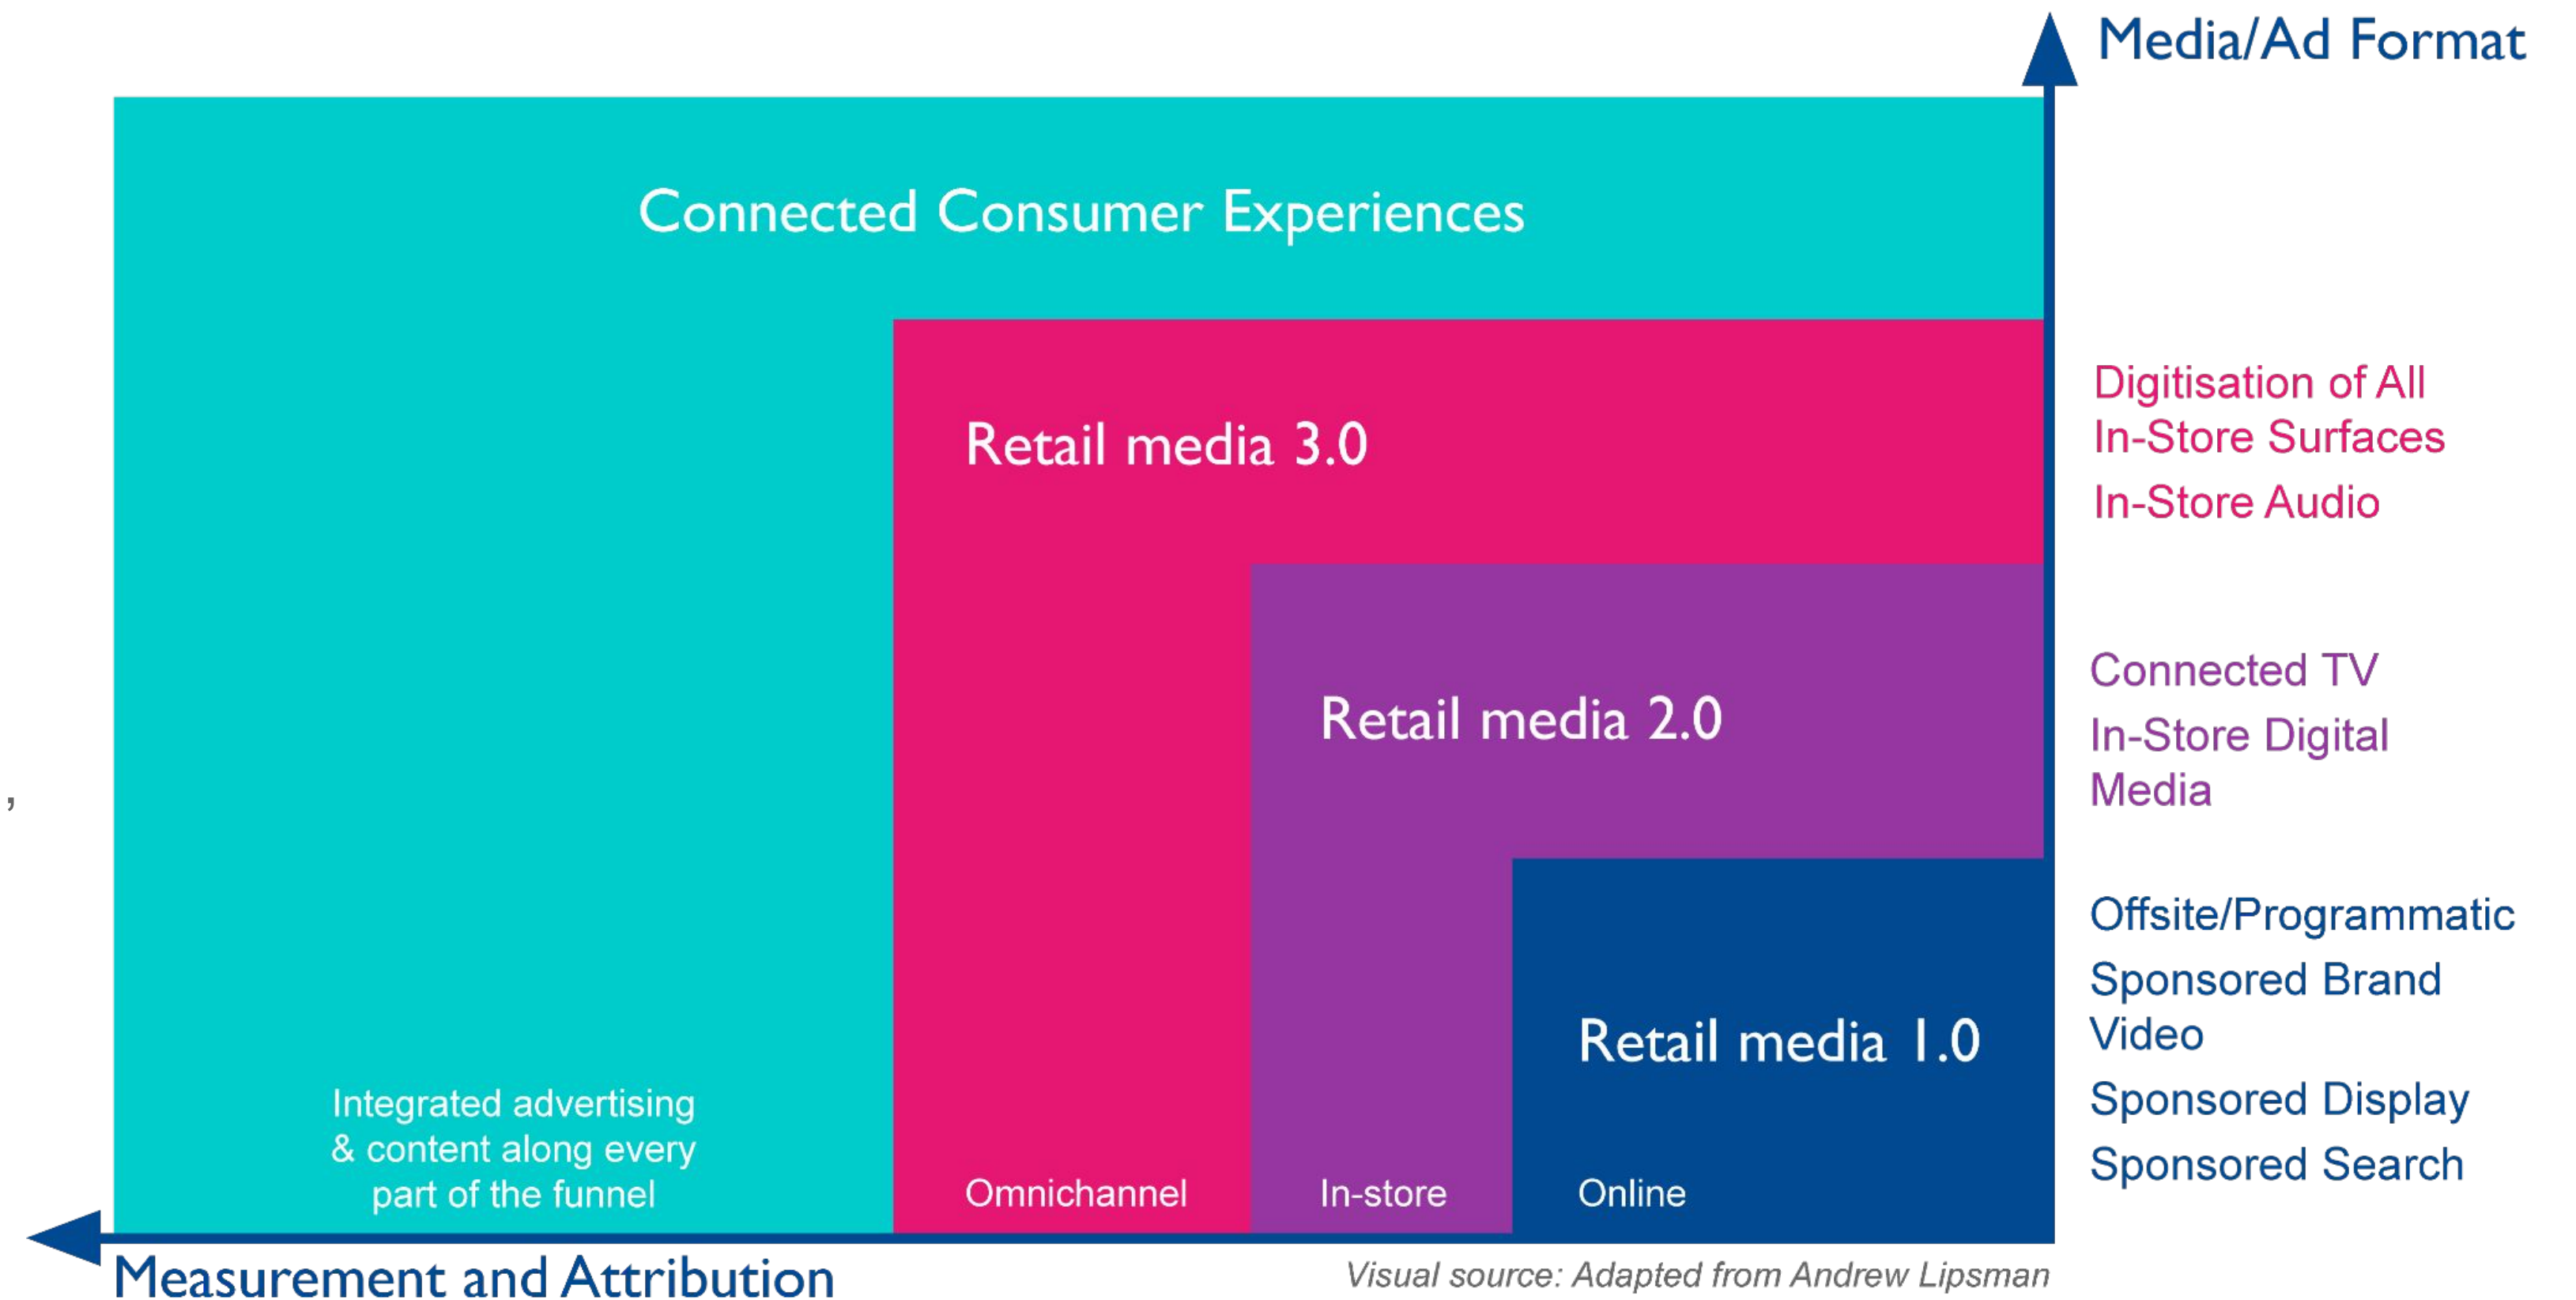 Media/Ad Format
Connected Consumer Experiences
Retail media 3.0
Digitisation of All
In-Store Surfaces
In-Store Audio
Retail media 2.0
Connected TV
In-Store Digital
Media
,
Retail media 1.0
Offsite/Programmatic
Sponsored Brand
Video
Sponsored Display
Sponsored Search
Integrated advertising
& content along every
part of the funnel
Omnichannel
In-store
Online
Measurement and Attribution
Visual source: Adapted from Andrew Lipsman